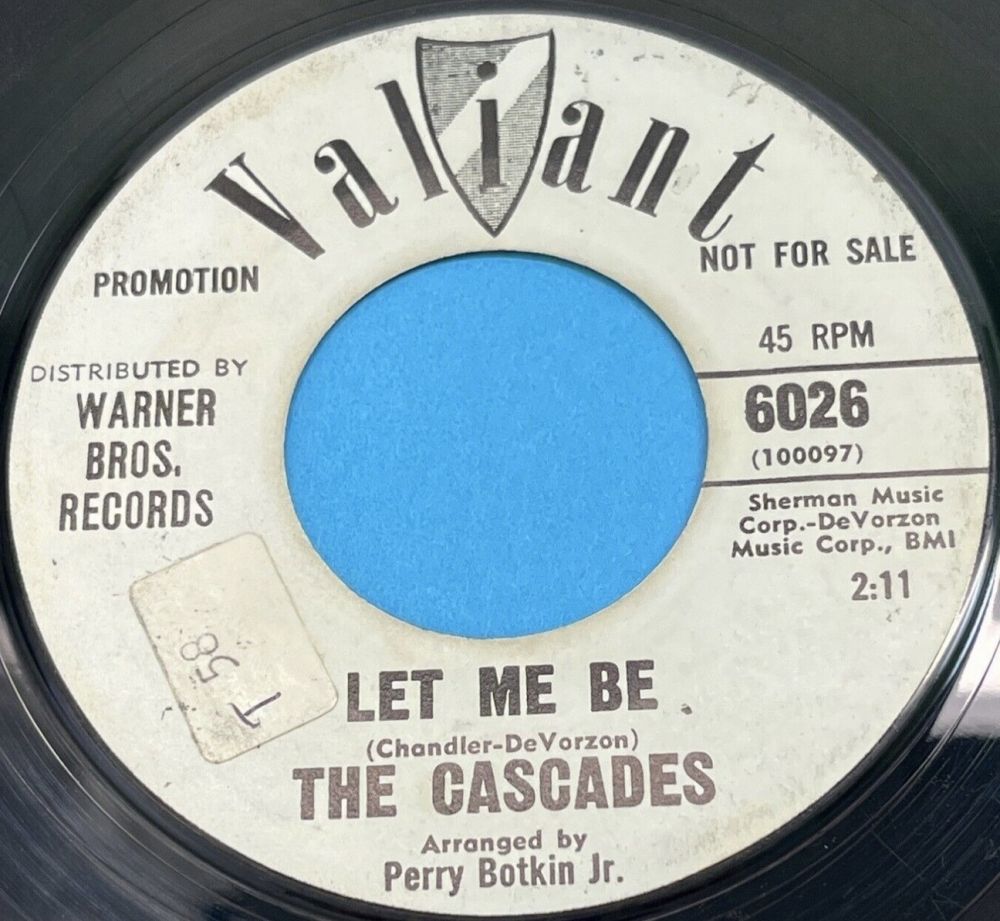 Valiant
PROMOTION
NOT FOR SALE
DISTRIBUTED BY
WARNER
BROS.
RECORDS
45 RPM
6026
(100097)
Sherman Music
Corp.-DeVorzon
Music Corp., BMI
2:11
T 58
LET ME BE
(Chandler-DeVorzon)
THE CASCADES
Arranged by
Perry Botkin Jr.